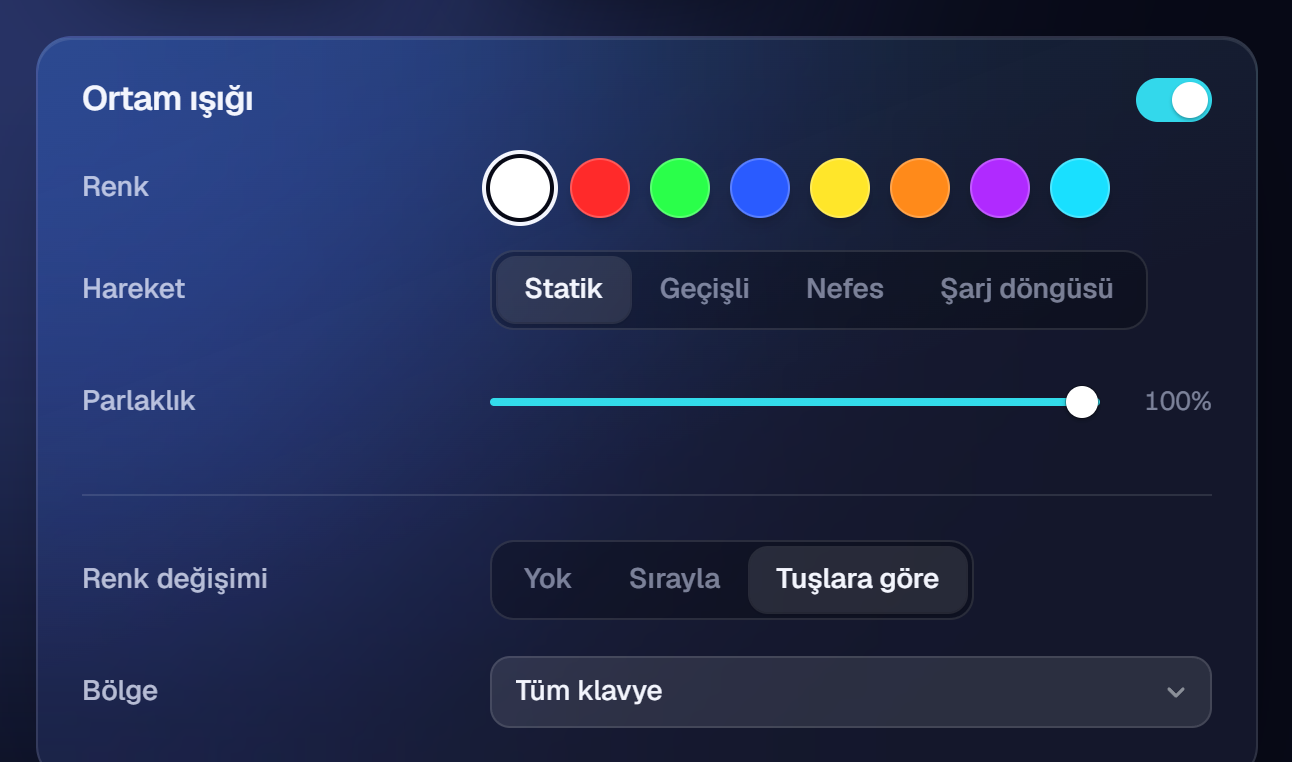 Ortam ışığı
Renk
Hareket Statik Geçişli Nefes Şarj döngüsü
Parlaklık 100%
Renk değişimi Yok Sırayla Tuşlara göre
Bölge Tüm klavye